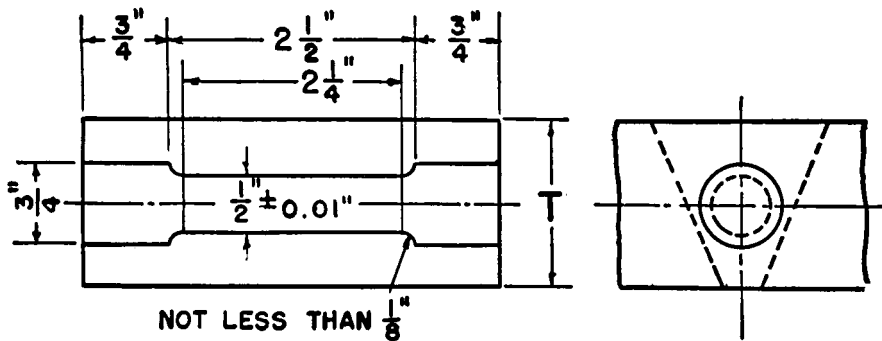 3/4" 2 1/2" 3/4"
2 1/4"
3/4" 1/2" ± 0.01" T
NOT LESS THAN 1/8"